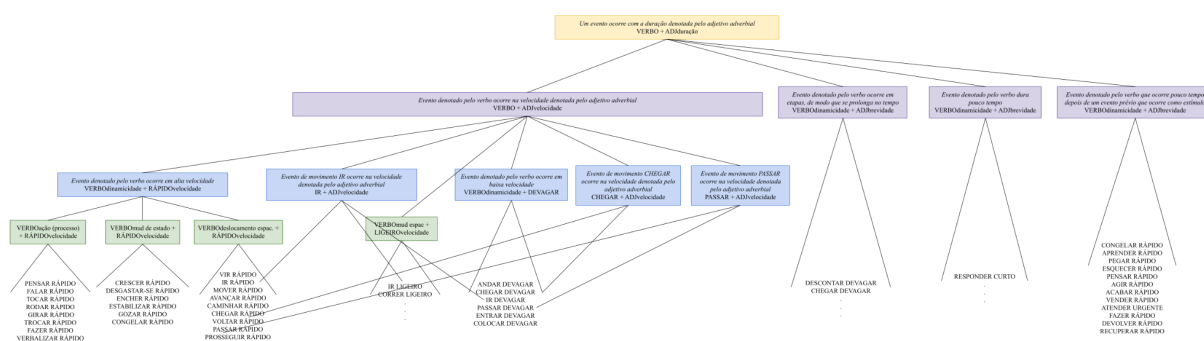 Um evento ocorre com a duração denotada pelo adjetivo adverbial
VERBO + ADJduração
Evento denotado pelo verbo ocorre na velocidade denotada pelo adjetivo adverbial
VERBO + ADJvelocidade
Evento denotado pelo verbo ocorre em
etapas, de modo que se prolonga no tempo
VERBOdinamicidade + ADJbrevidade
Evento denotado pelo verbo dura
pouco tempo
VERBOdinamicidade + ADJbrevidade
Evento denotado pelo verbo que ocorre pouco tempo
depois de um evento prévio que ocorre como estímulo
VERBOdinamicidade + ADJbrevidade
Evento denotado pelo verbo ocorre em alta velocidade
VERBOdinamicidade + RÁPIDOvelocidade
Evento de movimento IR ocorre na velocidade
denotada pelo adjetivo adverbial
IR + ADJvelocidade
Evento denotado pelo verbo ocorre em
baixa velocidade
VERBOdinamicidade + DEVAGAR
Evento de movimento CHEGAR
ocorre na velocidade denotada pelo
adjetivo adverbial
CHEGAR + ADJvelocidade
Evento de movimento PASSAR
ocorre na velocidade denotada
pelo adjetivo adverbial
PASSAR + ADJvelocidade
VERBOação (processo)
+ RÁPIDOvelocidade
VERBOmud de estado +
RÁPIDOvelocidade
VERBOdeslocamento espac. +
RÁPIDOvelocidade
VERBOmud espac +
LIGEIROvelocidade
PENSAR RÁPIDO
FALAR RÁPIDO
TOCAR RÁPIDO
RODAR RÁPIDO
GIRAR RÁPIDO
TROCAR RÁPIDO
FAZER RÁPIDO
VERBALIZAR RÁPIDO
CRESCER RÁPIDO
DESGASTAR-SE RÁPIDO
ENCHER RÁPIDO
ESTABILIZAR RÁPIDO
GOZAR RÁPIDO
CONGELAR RÁPIDO
VIR RÁPIDO
IR RÁPIDO
MOVER RÁPIDO
AVANÇAR RÁPIDO
CAMINHAR RÁPIDO
CHEGAR RÁPIDO
VOLTAR RÁPIDO
PASSAR RÁPIDO
PROSSEGUIR RÁPIDO
IR LIGEIRO
CORRER LIGEIRO
.
.
.
ANDAR DEVAGAR
CHEGAR DEVAGAR
IR DEVAGAR
PASSAR DEVAGAR
ENTRAR DEVAGAR
COLOCAR DEVAGAR
DESCONTAR DEVAGAR
CHEGAR DEVAGAR
.
.
.
RESPONDER CURTO
.
.
.
CONGELAR RÁPIDO
APRENDER RÁPIDO
PEGAR RÁPIDO
ESQUECER RÁPIDO
PENSAR RÁPIDO
AGIR RÁPIDO
ACABAR RÁPIDO
VENDER RÁPIDO
ATENDER URGENTE
FAZER RÁPIDO
DEVOLVER RÁPIDO
RECUPERAR RÁPIDO